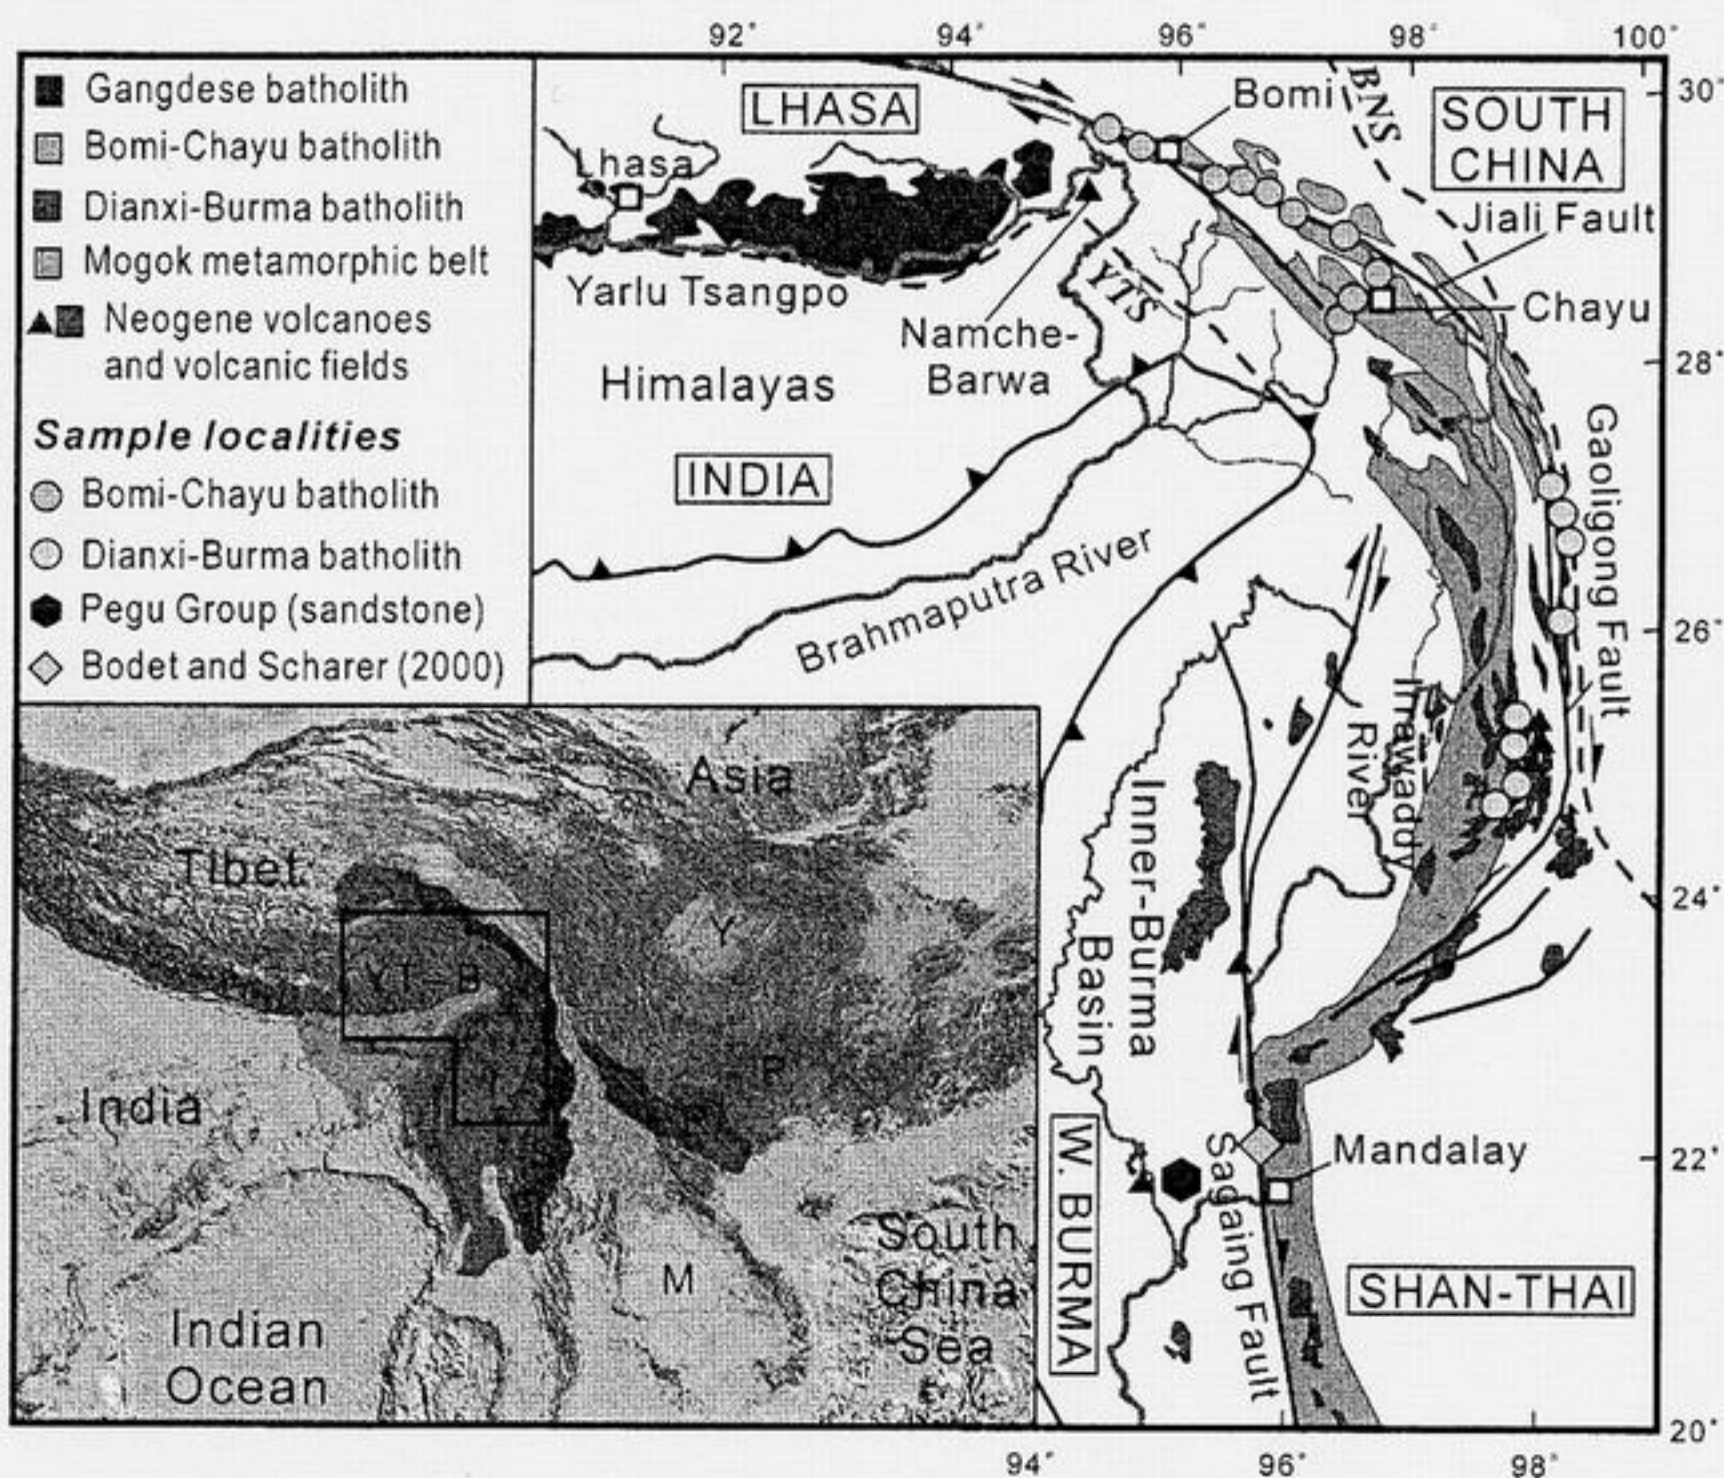 92°
94°
96°
98°
100°
Gangdese batholith
Bomi-Chayu batholith
Dianxi-Burma batholith
Mogok metamorphic belt
Neogene volcanoes
and volcanic fields
Sample localities
Bomi-Chayu batholith
Dianxi-Burma batholith
Pegu Group (sandstone)
Bodet and Scharer (2000)
LHASA
Lhasa
Bomi
BNS
SOUTH
CHINA
30°
Jiali Fault
Yarlu Tsangpo
YTS
Chayu
Namche-
Barwa
Himalayas
28°
INDIA
Gaoligong Fault
Brahmaputra River
26°
Irrawaddy
River
Inner-Burma
Basin
24°
Asia
Tibet
Y
YT-B
I
R
India
22°
W. BURMA
Sagaing Fault
Mandalay
South
China
Sea
M
SHAN-THAI
Indian
Ocean
20°
94°
96°
98°